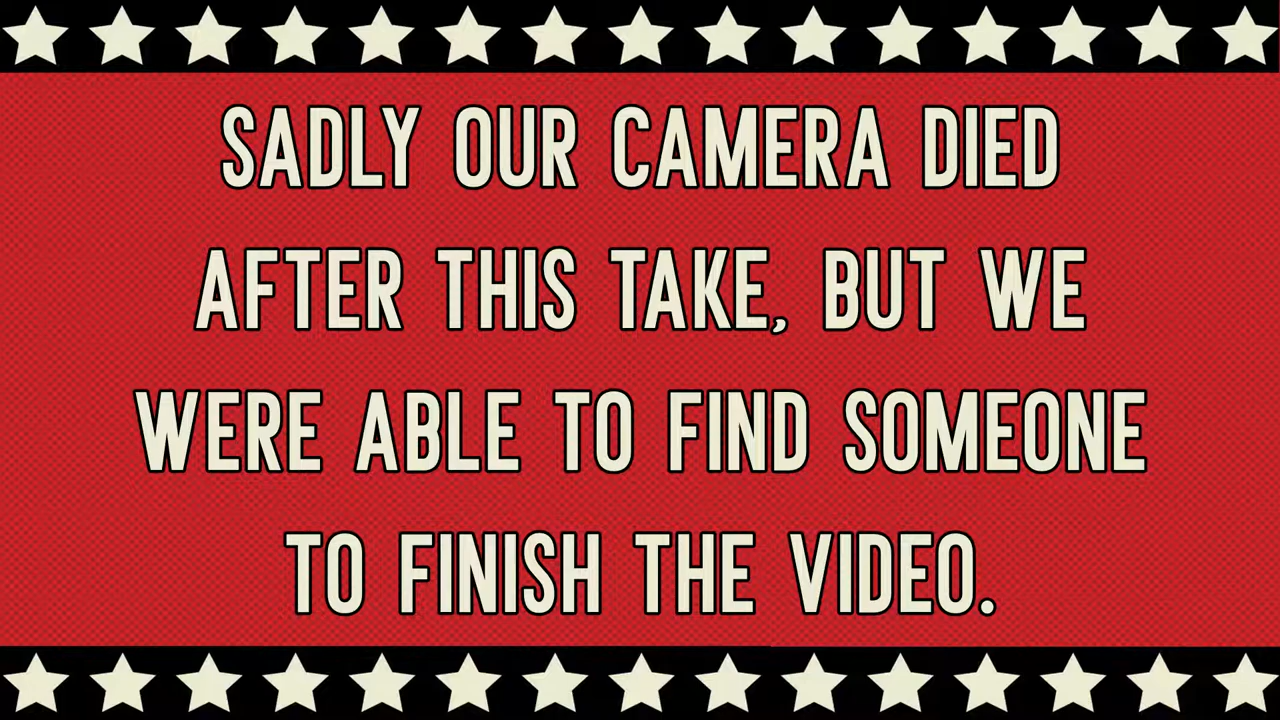 SADLY OUR CAMERA DIED
AFTER THIS TAKE, BUT WE
WERE ABLE TO FIND SOMEONE
TO FINISH THE VIDEO.